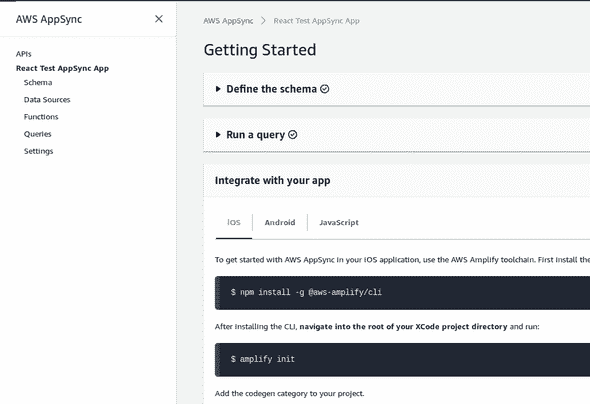 AWS AppSync
APIs
React Test AppSync App
Schema
Data Sources
Functions
Queries
Settings
AWS AppSync > React Test AppSync App
Getting Started
Define the schema
Run a query
Integrate with your app
iOS Android JavaScript
To get started with AWS AppSync in your iOS application, use the AWS Amplify toolchain. First install the
$ npm install -g @aws-amplify/cli
After installing the CLI, navigate into the root of your XCode project directory and run:
$ amplify init
Add the codegen category to your project.